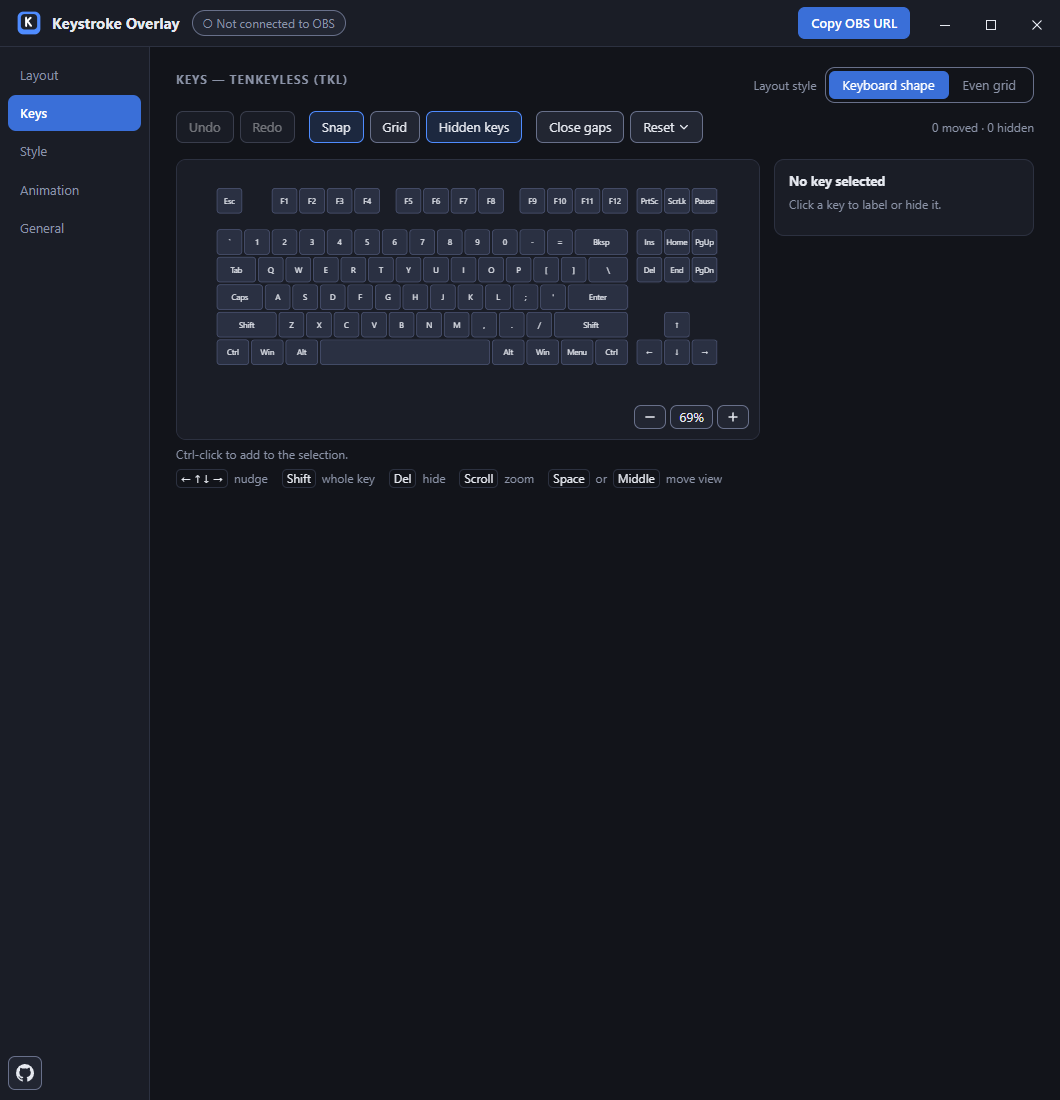 K Keystroke Overlay Not connected to OBS Copy OBS URL
Layout
Keys
Style
Animation
General
KEYS — TENKEYLESS (TKL)
Layout style Keyboard shape Even grid
Undo Redo Snap Grid Hidden keys Close gaps Reset 0 moved · 0 hidden
Esc F1 F2 F3 F4 F5 F6 F7 F8 F9 F10 F11 F12 PrtSc ScrLk Pause
` 1 2 3 4 5 6 7 8 9 0 - = Bksp Ins Home PgUp
Tab Q W E R T Y U I O P [ ] \ Del End PgDn
Caps A S D F G H J K L ; ' Enter
Shift Z X C V B N M , . / Shift ↑
Ctrl Win Alt Alt Win Menu Ctrl ← ↓ →
− 69% +
No key selected
Click a key to label or hide it.
Ctrl-click to add to the selection.
←↑↓→ nudge Shift whole key Del hide Scroll zoom Space or Middle move view